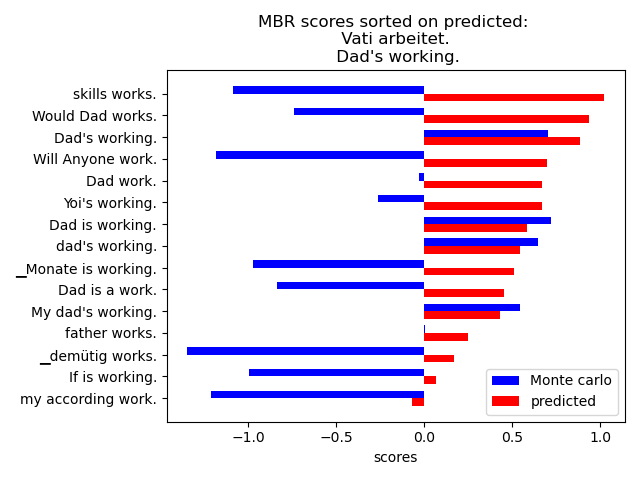 MBR scores sorted on predicted:
Vati arbeitet.
Dad's working.
skills works.
Would Dad works.
Dad's working.
Will Anyone work.
Dad work.
Yoi's working.
Dad is working.
dad's working.
▁Monate is working.
Dad is a work.
My dad's working.
father works.
▁demütig works.
If is working.
my according work.
Monte carlo
predicted
−1.0 −0.5 0.0 0.5 1.0
scores